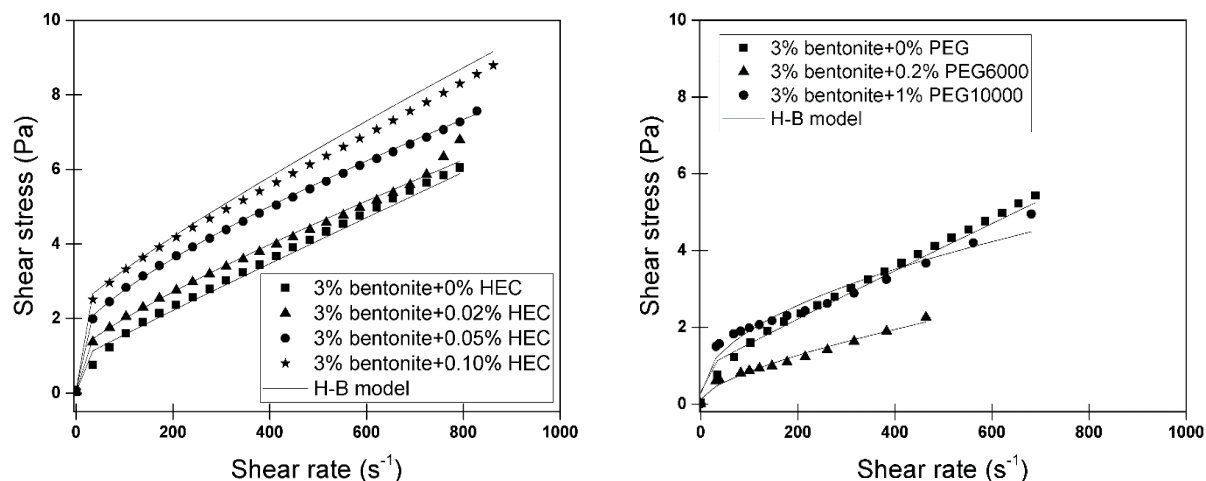 10
8
6
4
2
0
Shear stress (Pa)
3% bentonite+0% HEC
3% bentonite+0.02% HEC
3% bentonite+0.05% HEC
3% bentonite+0.10% HEC
H-B model
0 200 400 600 800 1000
Shear rate (s⁻¹)
10
8
6
4
2
0
Shear stress (Pa)
3% bentonite+0% PEG
3% bentonite+0.2% PEG6000
3% bentonite+1% PEG10000
H-B model
0 200 400 600 800 1000
Shear rate (s⁻¹)